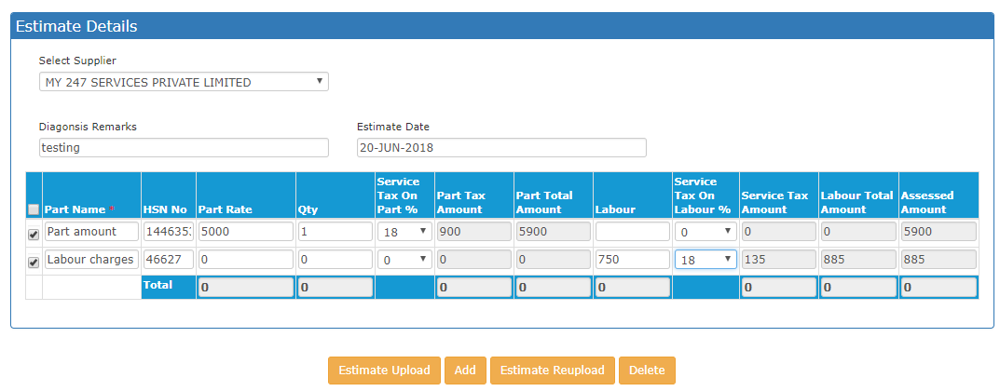 Estimate Details
Select Supplier
MY 247 SERVICES PRIVATE LIMITED
Diagonsis Remarks Estimate Date
testing 20-JUN-2018
Part Name * HSN No Part Rate Qty Service Tax On Part % Part Tax Amount Part Total Amount Labour Service Tax On Labour % Service Tax Amount Labour Total Amount Assessed Amount
Part amount 5000 1 18 900 5900 0 0 0 5900
Labour charges 46627 0 0 0 0 0 750 18 135 885 885
Total 0 0 0 0 0 0 0 0
Estimate Upload Add Estimate Reupload Delete